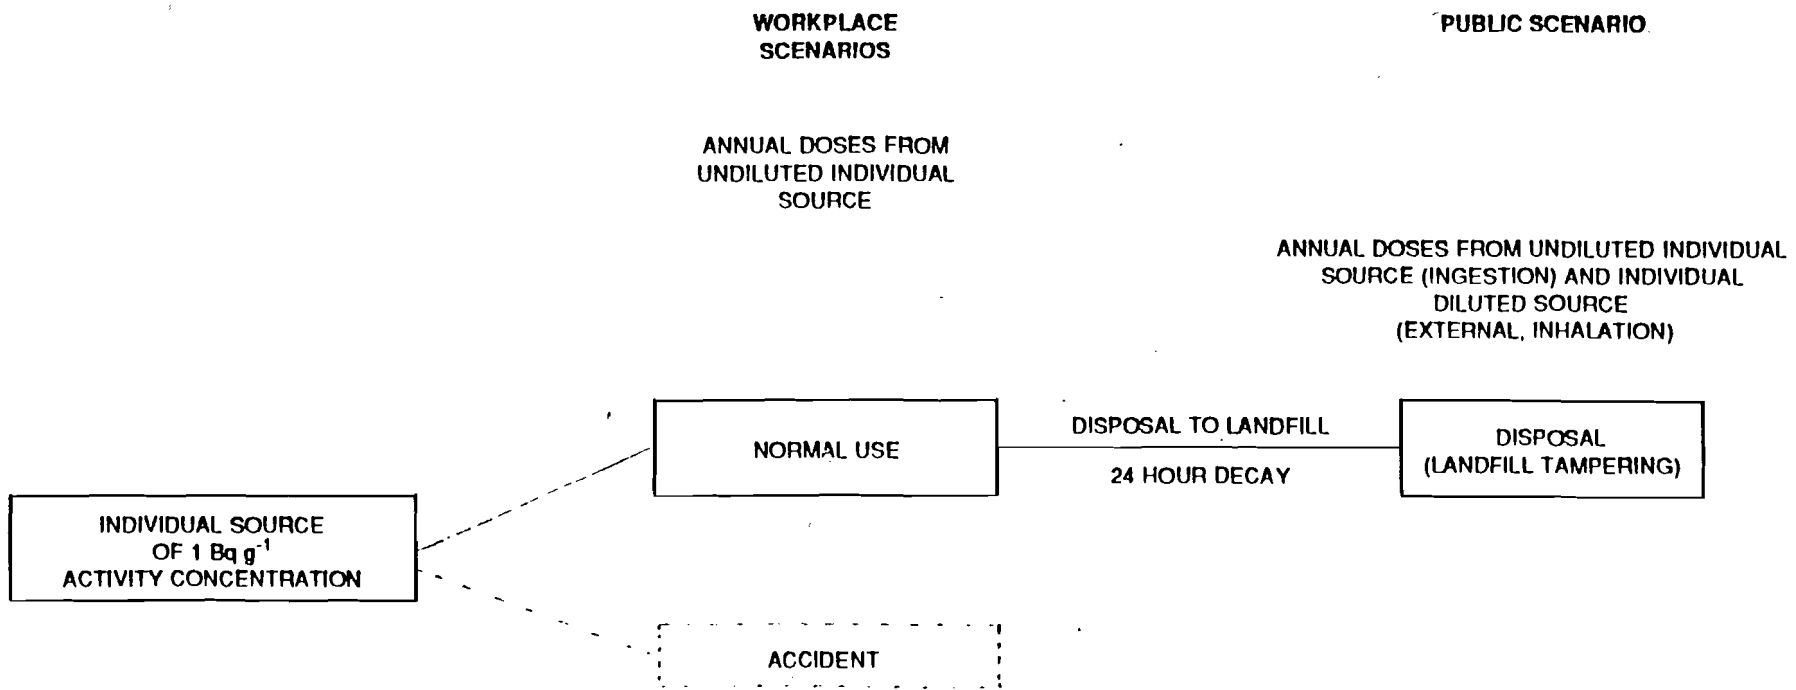 WORKPLACE
SCENARIOS
PUBLIC SCENARIO
ANNUAL DOSES FROM
UNDILUTED INDIVIDUAL
SOURCE
ANNUAL DOSES FROM UNDILUTED INDIVIDUAL
SOURCE (INGESTION) AND INDIVIDUAL
DILUTED SOURCE
(EXTERNAL, INHALATION)
NORMAL USE
DISPOSAL TO LANDFILL
24 HOUR DECAY
DISPOSAL
(LANDFILL TAMPERING)
INDIVIDUAL SOURCE
OF 1 Bq g⁻¹
ACTIVITY CONCENTRATION
ACCIDENT